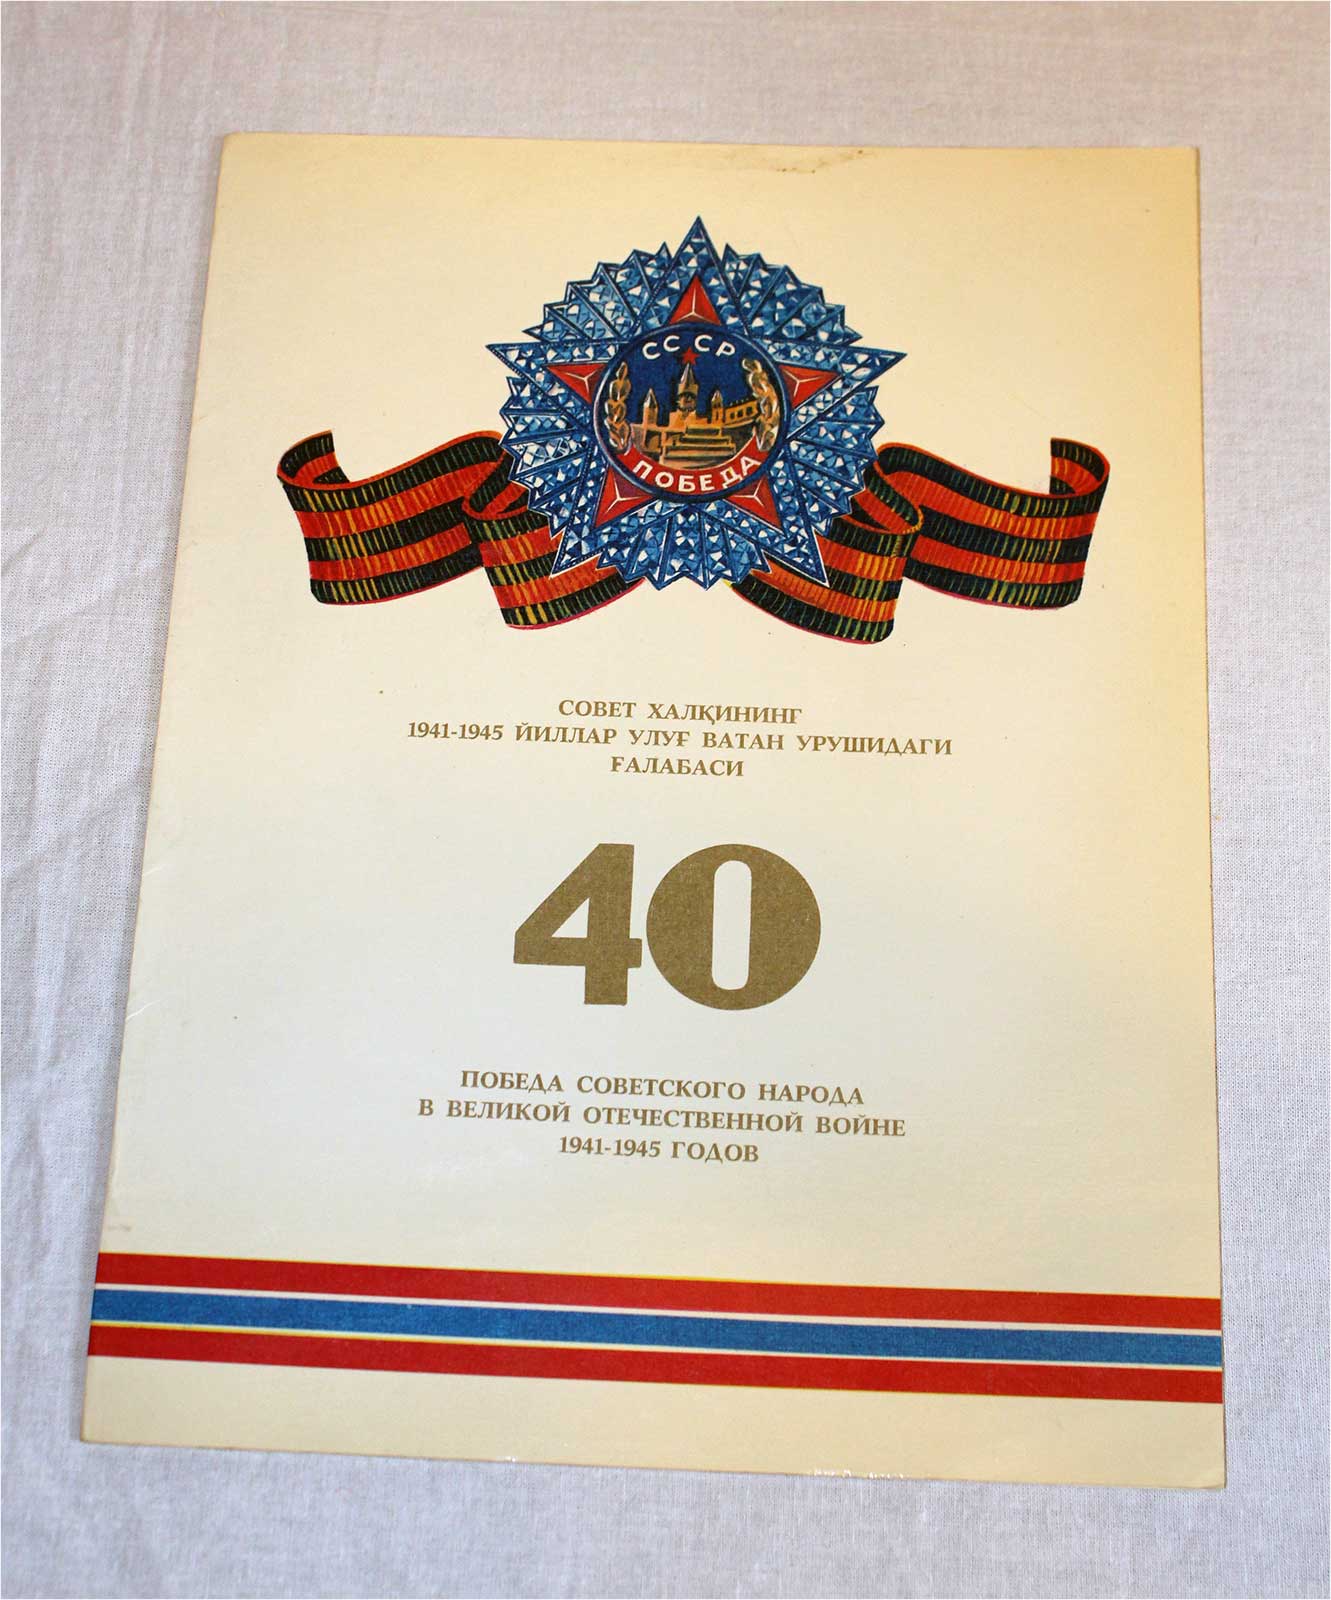 СССР
ПОБЕДА
СОВЕТ ХАЛҚИНИНГ
1941-1945 ЙИЛЛАР УЛУҒ ВАТАН УРУШИДАГИ
ҒАЛАБАСИ
40
ПОБЕДА СОВЕТСКОГО НАРОДА
В ВЕЛИКОЙ ОТЕЧЕСТВЕННОЙ ВОЙНЕ
1941-1945 ГОДОВ